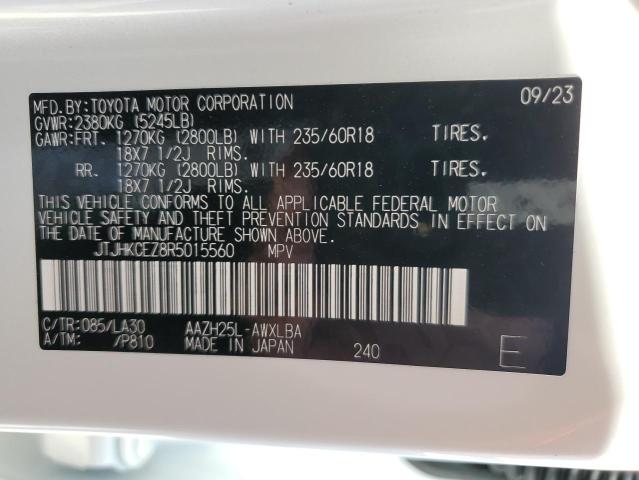 MFD.BY:TOYOTA MOTOR CORPORATION 09/23
GVWR:2380KG (5245LB)
GAWR:FRT. 1270KG (2800LB) WITH 235/60R18 TIRES.
18X7 1/2J RIMS.
RR. 1270KG (2800LB) WITH 235/60R18 TIRES.
18X7 1/2J RIMS.
THIS VEHICLE CONFORMS TO ALL APPLICABLE FEDERAL MOTOR
VEHICLE SAFETY AND THEFT PREVENTION STANDARDS IN EFFECT ON
THE DATE OF MANUFACTURE SHOWN ABOVE.
JTJHKCEZ8R5015560 MPV
C/TR:085/LA30 AAZH25L-AWXLBA
A/TM: /P810 MADE IN JAPAN 240 E